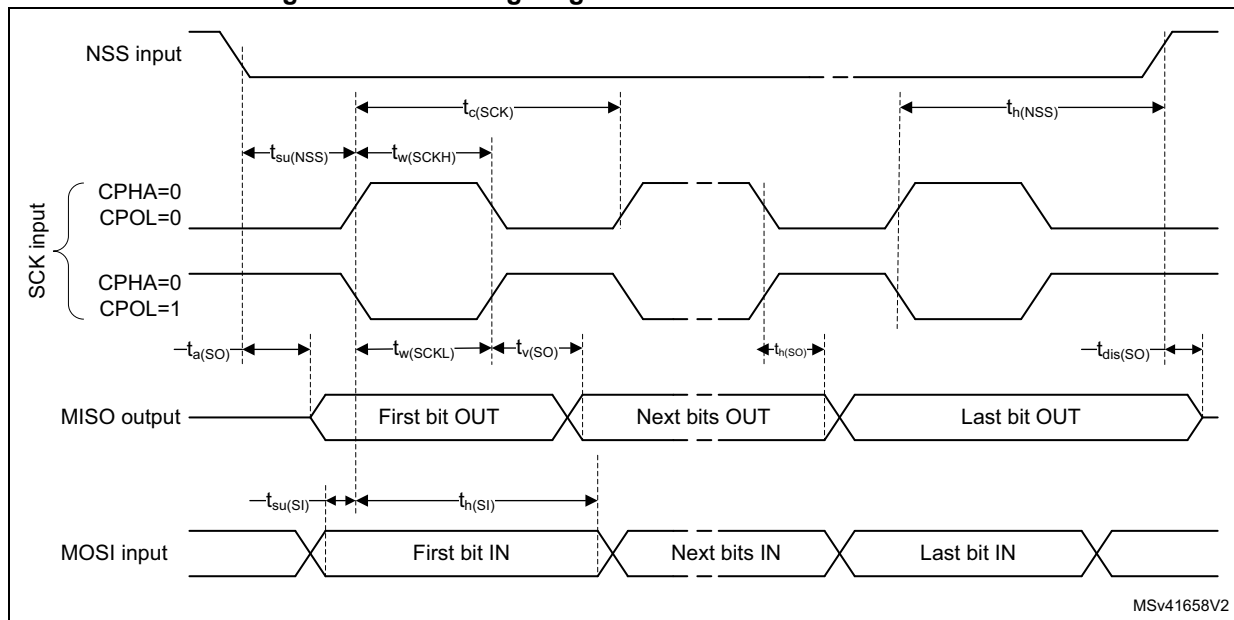 NSS input
tc(SCK)
th(NSS)
tsu(NSS)
tw(SCKH)
SCK input
CPHA=0
CPOL=0
CPHA=0
CPOL=1
ta(SO)
tw(SCKL)
tv(SO)
th(SO)
tdis(SO)
MISO output
First bit OUT
Next bits OUT
Last bit OUT
tsu(SI)
th(SI)
MOSI input
First bit IN
Next bits IN
Last bit IN
MSv41658V2